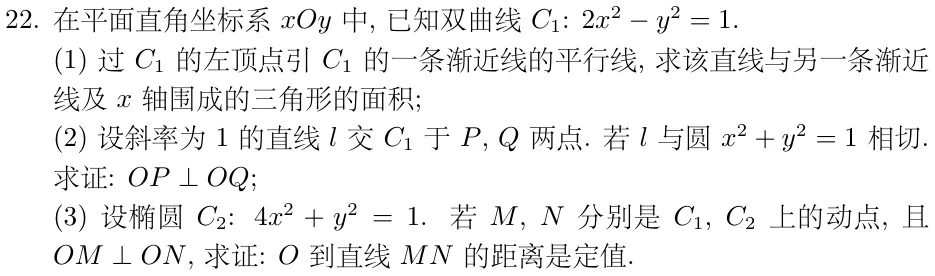 22. 在平面直角坐标系 xOy 中, 已知双曲线 C₁: 2x² − y² = 1.
(1) 过 C₁ 的左顶点引 C₁ 的一条渐近线的平行线, 求该直线与另一条渐近
线及 x 轴围成的三角形的面积;
(2) 设斜率为 1 的直线 l 交 C₁ 于 P, Q 两点. 若 l 与圆 x² + y² = 1 相切.
求证: OP ⊥ OQ;
(3) 设椭圆 C₂: 4x² + y² = 1. 若 M, N 分别是 C₁, C₂ 上的动点, 且
OM ⊥ ON, 求证: O 到直线 MN 的距离是定值.